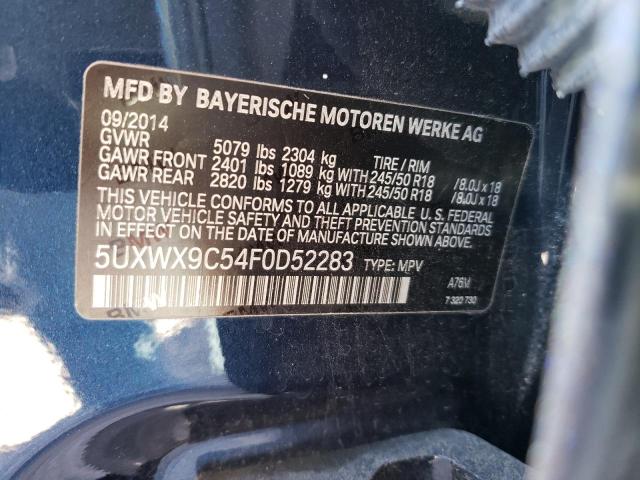 MFD BY BAYERISCHE MOTOREN WERKE AG
09/2014
GVWR 5079 lbs 2304 kg TIRE / RIM
GAWR FRONT 2401 lbs 1089 kg WITH 245/50 R18 /8.0J x 18
GAWR REAR 2820 lbs 1279 kg WITH 245/50 R18 /8.0J x 18
THIS VEHICLE CONFORMS TO ALL APPLICABLE U. S. FEDERAL
MOTOR VEHICLE SAFETY AND THEFT PREVENTION STANDARDS
IN EFFECT ON THE DATE OF MANUFACTURE SHOWN ABOVE.
5UXWX9C54F0D52283 TYPE: MPV
A76M
7 320 730